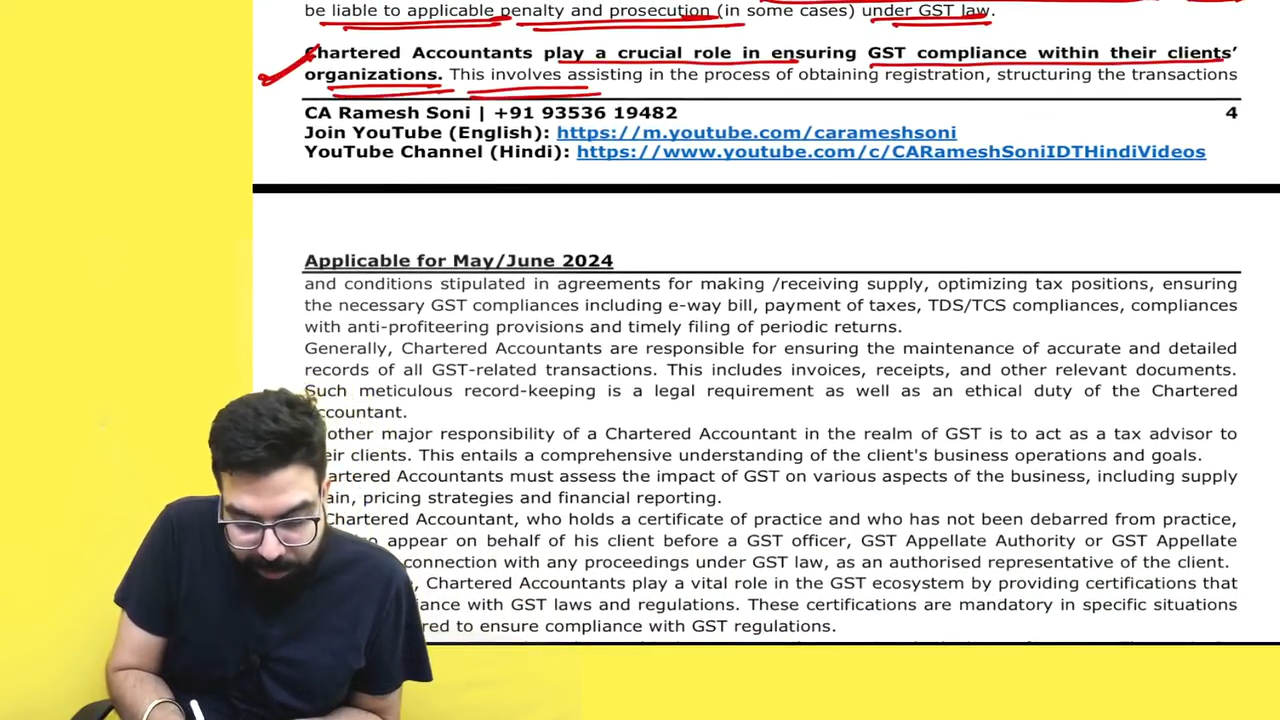 be liable to applicable penalty and prosecution (in some cases) under GST law.
Chartered Accountants play a crucial role in ensuring GST compliance within their clients’
organizations. This involves assisting in the process of obtaining registration, structuring the transactions
CA Ramesh Soni | +91 93536 19482 4
Join YouTube (English): https://m.youtube.com/carameshsoni
YouTube Channel (Hindi): https://www.youtube.com/c/CARameshSoniIDTHindiVideos
Applicable for May/June 2024
and conditions stipulated in agreements for making /receiving supply, optimizing tax positions, ensuring
the necessary GST compliances including e-way bill, payment of taxes, TDS/TCS compliances, compliances
with anti-profiteering provisions and timely filing of periodic returns.
Generally, Chartered Accountants are responsible for ensuring the maintenance of accurate and detailed
records of all GST-related transactions. This includes invoices, receipts, and other relevant documents.
Such meticulous record-keeping is a legal requirement as well as an ethical duty of the Chartered
ccountant.
other major responsibility of a Chartered Accountant in the realm of GST is to act as a tax advisor to
eir clients. This entails a comprehensive understanding of the client's business operations and goals.
artered Accountants must assess the impact of GST on various aspects of the business, including supply
ain, pricing strategies and financial reporting.
Chartered Accountant, who holds a certificate of practice and who has not been debarred from practice,
appear on behalf of his client before a GST officer, GST Appellate Authority or GST Appellate
connection with any proceedings under GST law, as an authorised representative of the client.
, Chartered Accountants play a vital role in the GST ecosystem by providing certifications that
iance with GST laws and regulations. These certifications are mandatory in specific situations
red to ensure compliance with GST regulations.